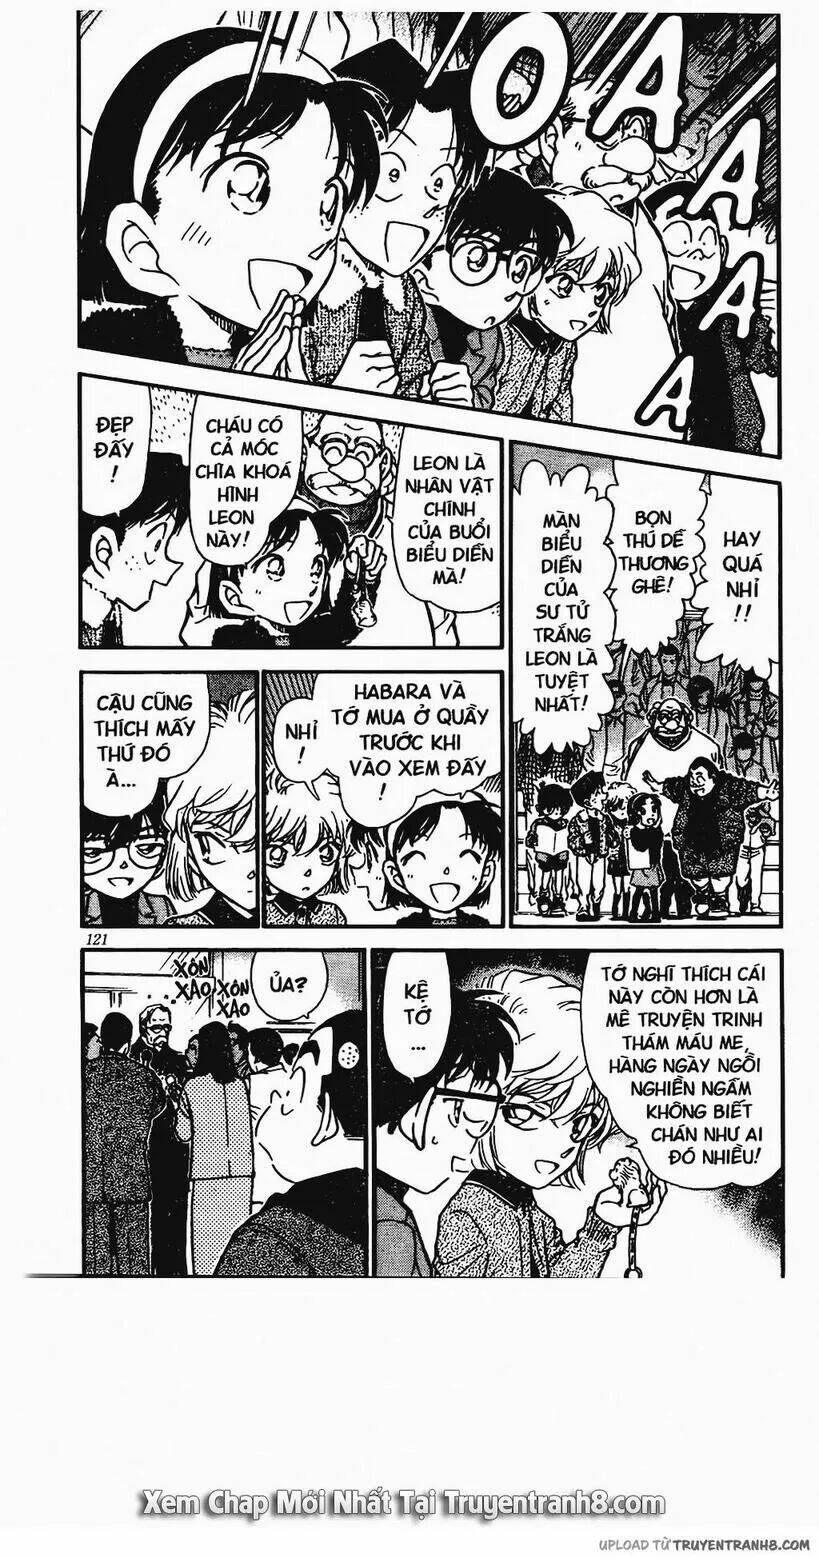 OAAAAA
HAY
QUÁ
NHỈ
!!
BỌN
THÚ DỄ
THƯƠNG
GHÊ!
MÀN
BIỂU
DIỄN
CỦA
SƯ TỬ
TRẮNG
LEON LÀ
TUYỆT
NHẤT!
LEON LÀ
NHÂN VẬT
CHÍNH
CỦA BUỔI
BIỂU DIỄN
MÀ!
CHÁU CÓ
CẢ MÓC
CHÌA KHOÁ
HÌNH
LEON
NÀY!
ĐẸP
ĐẤY
!
HABARA VÀ
TỚ MUA Ở QUẦY
TRƯỚC KHI
VÀO XEM ĐẤY
!
NHỈ
!
CẬU CŨNG
THÍCH MẤY
THỨ ĐÓ
À...
121
TỚ NGHĨ THÍCH CÁI
NÀY CÒN HƠN LÀ
MÊ TRUYỆN TRINH
THÁM MÁU ME,
HÀNG NGÀY NGỒI
NGHIỀN NGẪM
KHÔNG BIẾT
CHÁN NHƯ AI
ĐÓ NHIỀU!
KỆ
TỚ
...
ỦA?
XÔN
XAO
XÔN
XAO
Xem Chap Mới Nhất Tại Truyentranh8.com
UPLOAD TỪ TRUYENTRANH8.COM